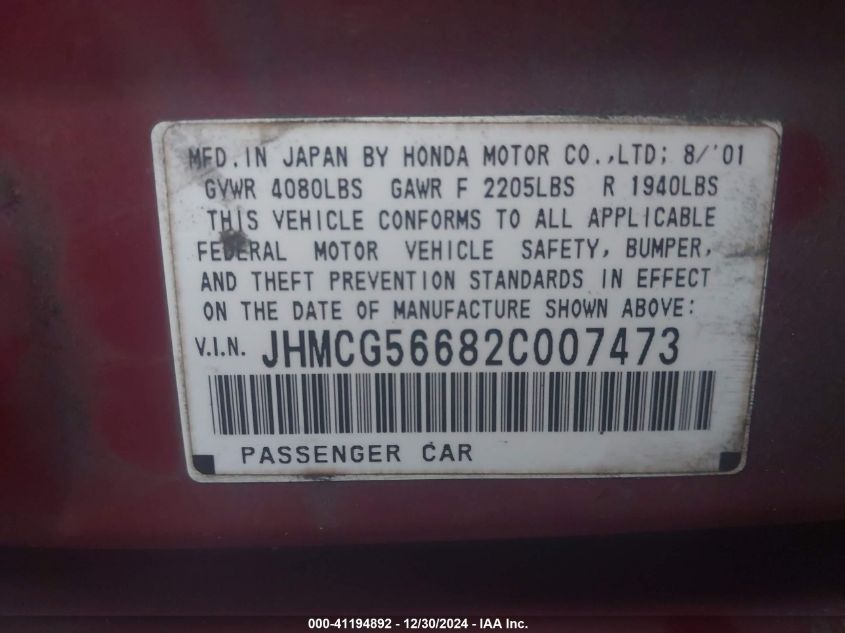 MFD.IN JAPAN BY HONDA MOTOR CO.,LTD; 8/'01
GVWR 4080LBS GAWR F 2205LBS R 1940LBS
THIS VEHICLE CONFORMS TO ALL APPLICABLE
FEDERAL MOTOR VEHICLE SAFETY, BUMPER,
AND THEFT PREVENTION STANDARDS IN EFFECT
ON THE DATE OF MANUFACTURE SHOWN ABOVE:
V.I.N. JHMCG56682C007473
PASSENGER CAR
000-41194892 - 12/30/2024 - IAA Inc.